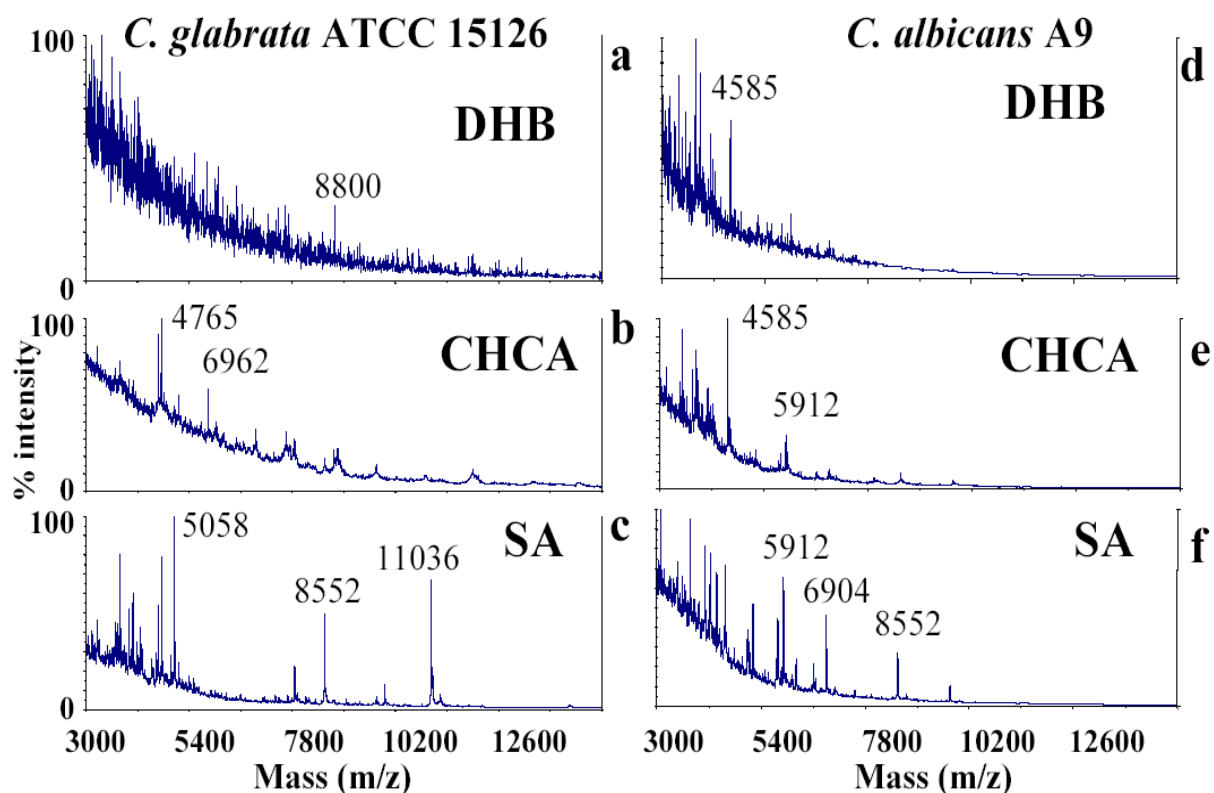 C. glabrata ATCC 15126
C. albicans A9
100
0
DHB
8800
a
4585
DHB
d
100
0
4765
6962
CHCA
b
4585
5912
CHCA
e
% intensity
100
0
5058
8552
11036
SA
c
5912
6904
8552
SA
f
3000 5400 7800 10200 12600
Mass (m/z)
3000 5400 7800 10200 12600
Mass (m/z)